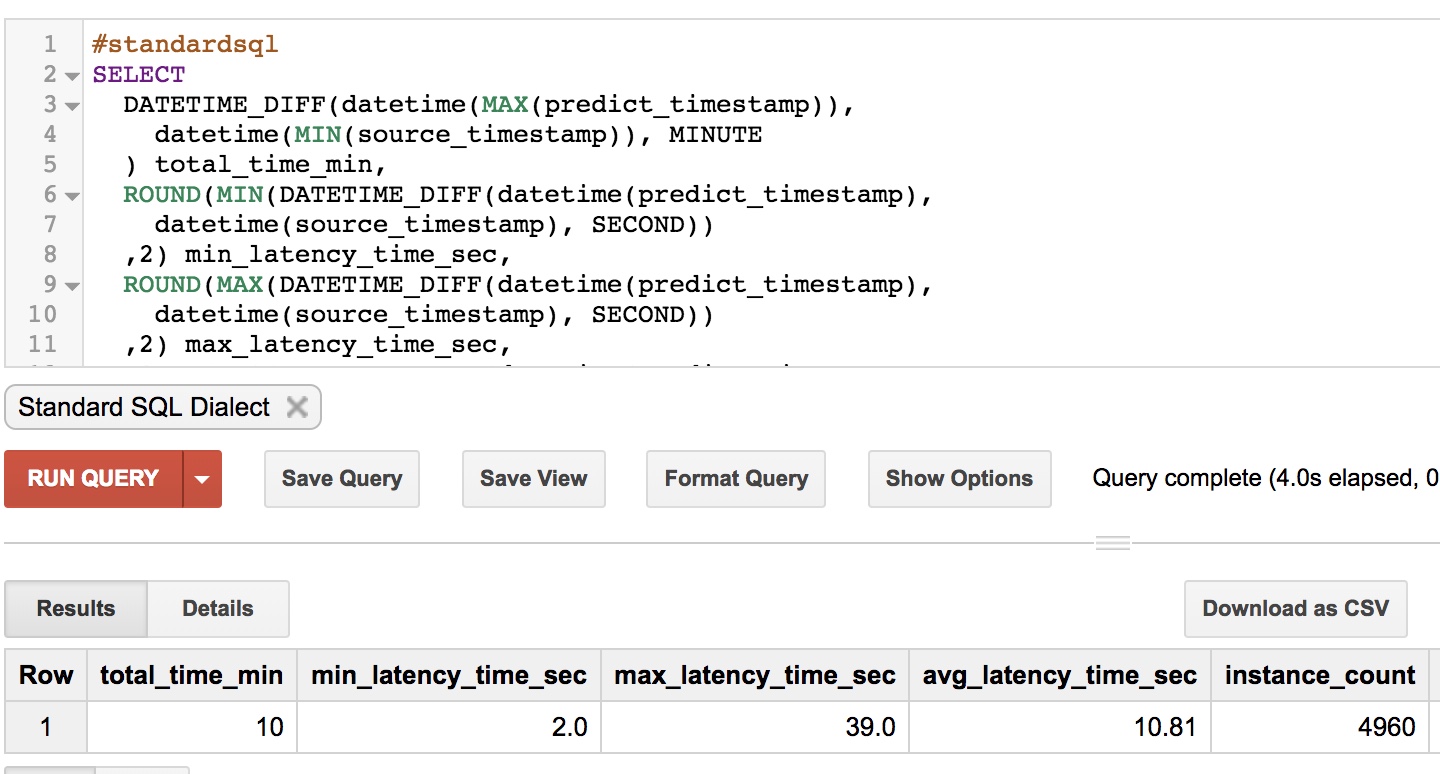 1 #standardsql
2 SELECT
3 DATETIME_DIFF(datetime(MAX(predict_timestamp)),
4 datetime(MIN(source_timestamp)), MINUTE
5 ) total_time_min,
6 ROUND(MIN(DATETIME_DIFF(datetime(predict_timestamp),
7 datetime(source_timestamp), SECOND))
8 ,2) min_latency_time_sec,
9 ROUND(MAX(DATETIME_DIFF(datetime(predict_timestamp),
10 datetime(source_timestamp), SECOND))
11 ,2) max_latency_time_sec,
Standard SQL Dialect
RUN QUERY Save Query Save View Format Query Show Options Query complete (4.0s elapsed, 0
Results Details Download as CSV
Row total_time_min min_latency_time_sec max_latency_time_sec avg_latency_time_sec instance_count
1 10 2.0 39.0 10.81 4960